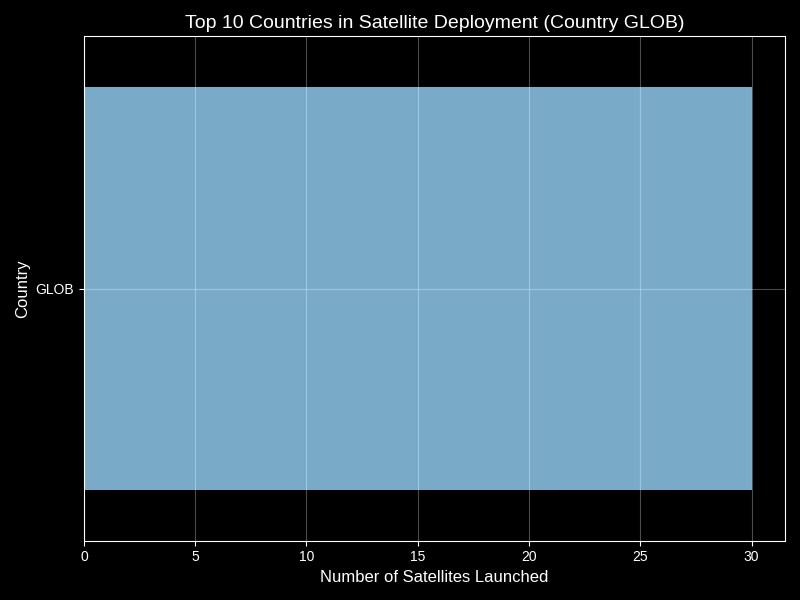 Top 10 Countries in Satellite Deployment (Country GLOB)
Country
GLOB
0 5 10 15 20 25 30
Number of Satellites Launched